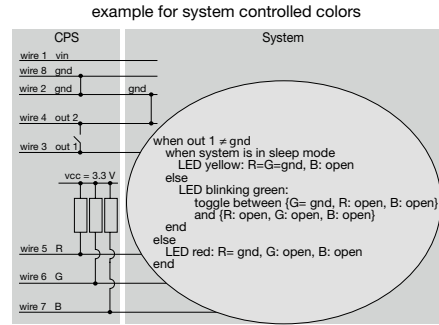 example for system controlled colors
CPS System
wire 1 vin
wire 8 gnd
wire 2 gnd gnd
wire 4 out 2
wire 3 out 1
when out 1 ≠ gnd
when system is in sleep mode
LED yellow: R=G=gnd, B: open
else
LED blinking green:
toggle between {G= gnd, R: open, B: open}
and {R: open, G: open, B: open}
end
else
LED red: R= gnd, G: open, B: open
end
vcc = 3.3 V
wire 5 R
wire 6 G
wire 7 B